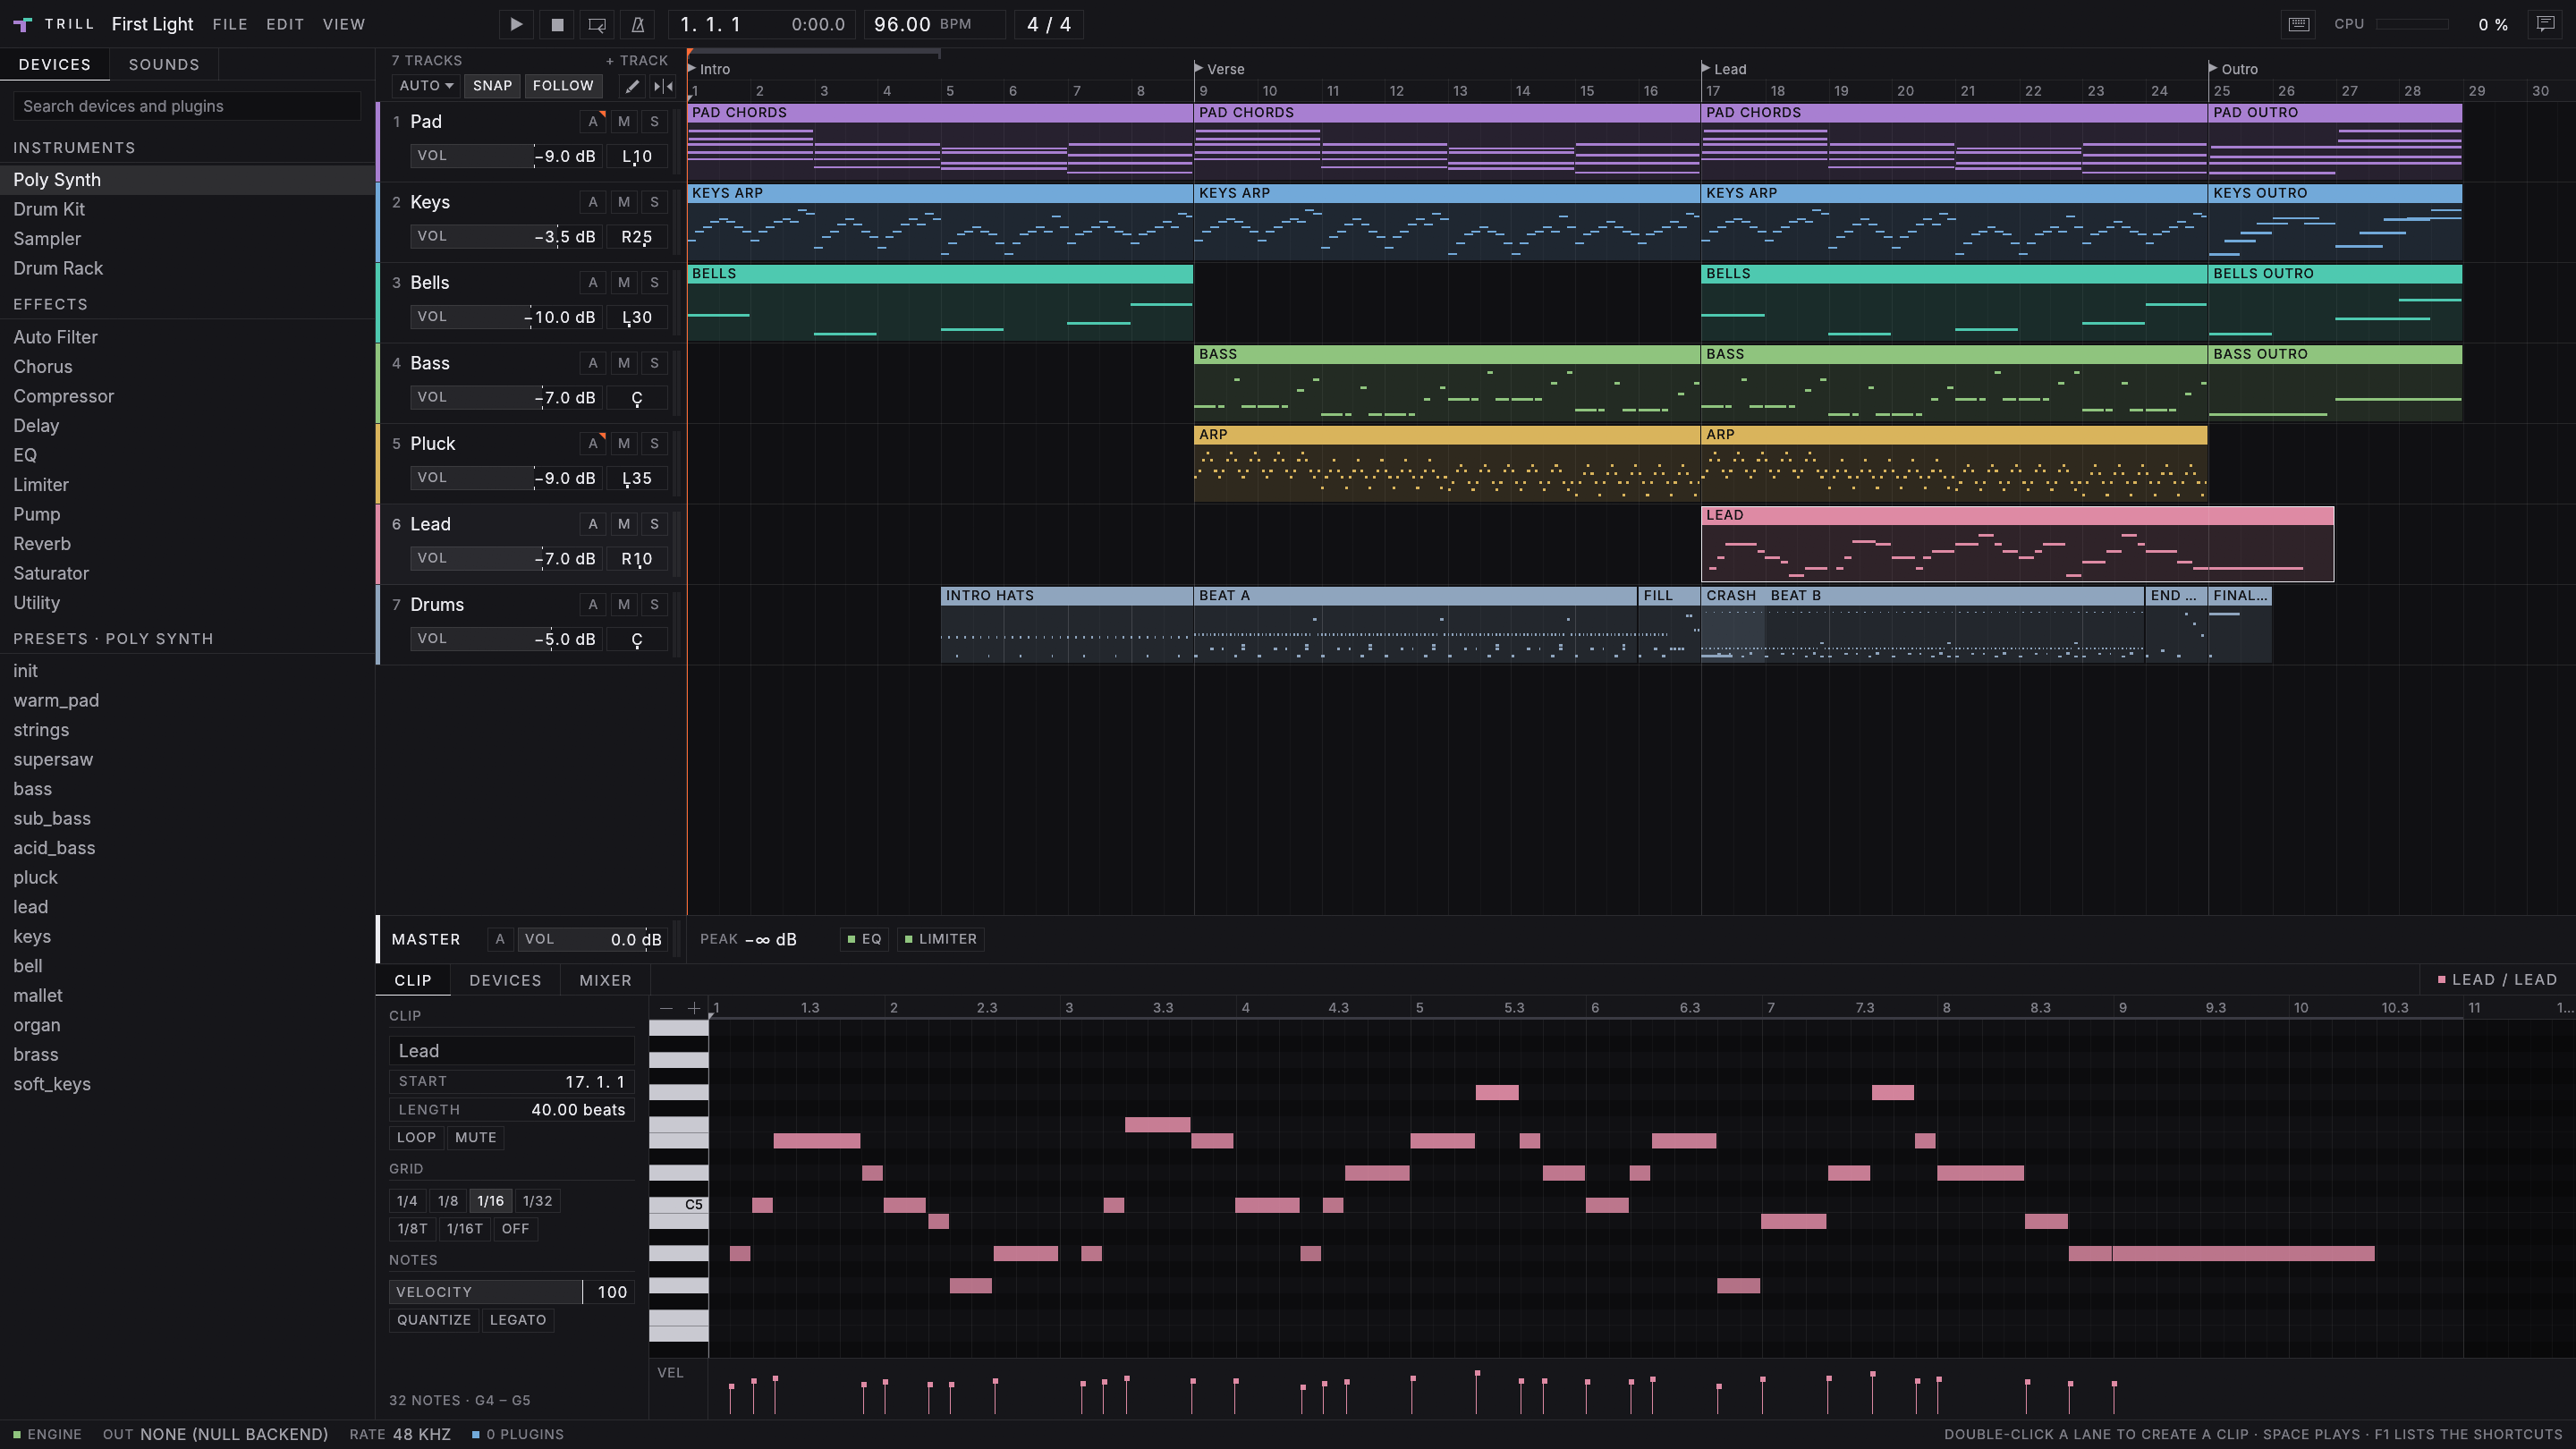 TRILL First Light FILE EDIT VIEW 1. 1. 1 0:00.0 96.00 BPM 4 / 4 CPU 0 %
DEVICES SOUNDS
Search devices and plugins
INSTRUMENTS
Poly Synth
Drum Kit
Sampler
Drum Rack
EFFECTS
Auto Filter
Chorus
Compressor
Delay
EQ
Limiter
Pump
Reverb
Saturator
Utility
PRESETS · POLY SYNTH
init
warm_pad
strings
supersaw
bass
sub_bass
acid_bass
pluck
lead
keys
bell
mallet
organ
brass
soft_keys
7 TRACKS + TRACK
AUTO SNAP FOLLOW
Intro Verse Lead Outro
1 2 3 4 5 6 7 8 9 10 11 12 13 14 15 16 17 18 19 20 21 22 23 24 25 26 27 28 29 30
1 Pad A M S
VOL −9.0 dB L10
PAD CHORDS PAD CHORDS PAD CHORDS PAD OUTRO
2 Keys A M S
VOL −3.5 dB R25
KEYS ARP KEYS ARP KEYS ARP KEYS OUTRO
3 Bells A M S
VOL −10.0 dB L30
BELLS BELLS BELLS OUTRO
4 Bass A M S
VOL −7.0 dB C
BASS BASS BASS OUTRO
5 Pluck A M S
VOL −9.0 dB L35
ARP ARP
6 Lead A M S
VOL −7.0 dB R10
LEAD
7 Drums A M S
VOL −5.0 dB C
INTRO HATS BEAT A FILL CRASH BEAT B END ... FINAL...
MASTER A VOL 0.0 dB PEAK −∞ dB EQ LIMITER
CLIP DEVICES MIXER LEAD / LEAD
CLIP
Lead
START 17. 1. 1
LENGTH 40.00 beats
LOOP MUTE
GRID
1/4 1/8 1/16 1/32
1/8T 1/16T OFF
NOTES
VELOCITY 100
QUANTIZE LEGATO
32 NOTES · G4 – G5
1 1.3 2 2.3 3 3.3 4 4.3 5 5.3 6 6.3 7 7.3 8 8.3 9 9.3 10 10.3 11 1...
C5
VEL
ENGINE OUT NONE (NULL BACKEND) RATE 48 KHZ 0 PLUGINS DOUBLE-CLICK A LANE TO CREATE A CLIP · SPACE PLAYS · F1 LISTS THE SHORTCUTS